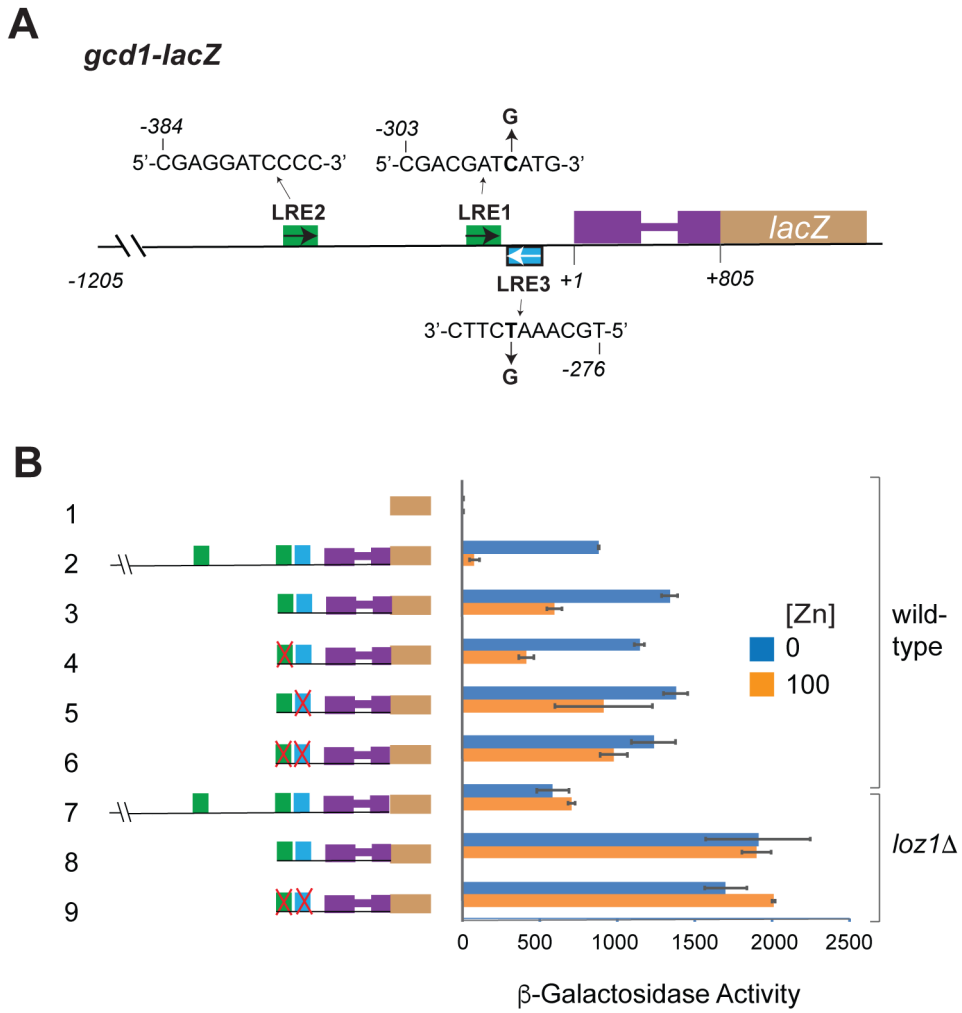 A
gcd1-lacZ
G
-384
-303
5’-CGAGGATCCCC-3’
5’-CGACGATCATG-3’
LRE2
LRE1
lacZ
-1205
LRE3
+1
+805
3’-CTTCTAAACGT-5’
G
-276
B
1
2
3
4
5
6
7
8
9
[Zn]
0
100
wild-
type
loz1Δ
0 500 1000 1500 2000 2500
β-Galactosidase Activity